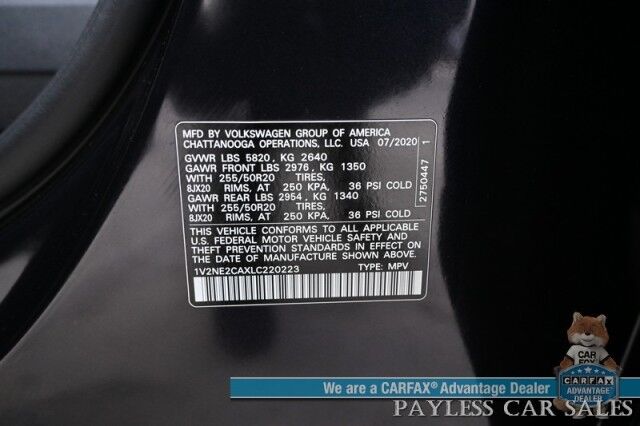 MFD BY VOLKSWAGEN GROUP OF AMERICA
CHATTANOOGA OPERATIONS, LLC. USA 07/2020
GVWR LBS 5820, KG 2640
GAWR FRONT LBS 2976, KG 1350
WITH 255/50R20 TIRES,
8JX20 RIMS, AT 250 KPA, 36 PSI COLD
GAWR REAR LBS 2954, KG 1340
WITH 255/50R20 TIRES,
8JX20 RIMS, AT 250 KPA, 36 PSI COLD
THIS VEHICLE CONFORMS TO ALL APPLICABLE
U.S. FEDERAL MOTOR VEHICLE SAFETY AND
THEFT PREVENTION STANDARDS IN EFFECT ON
THE DATE OF MANUFACTURE SHOWN ABOVE.
1V2NE2CAXLC220223 TYPE: MPV
2750447 1
CAR
FOX
We are a CARFAX® Advantage Dealer
CARFAX
ADVANTAGE
DEALER
PAYLESS CAR SALES